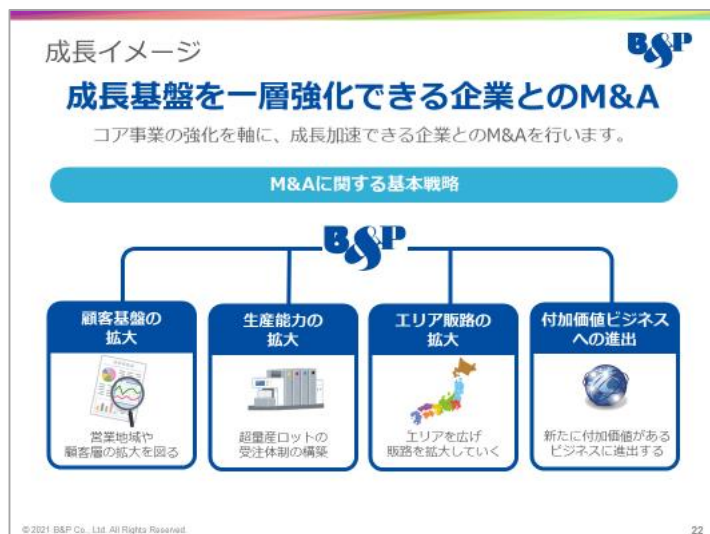 成長イメージ
B&P
成長基盤を一層強化できる企業とのM&A
コア事業の強化を軸に、成長加速できる企業とのM&Aを行います。
M&Aに関する基本戦略
B&P
顧客基盤の
拡大
営業地域や
顧客層の拡大を図る
生産能力の
拡大
超量産ロットの
受注体制の構築
エリア販路の
拡大
エリアを広げ
販路を拡大していく
付加価値ビジネス
への進出
新たに付加価値がある
ビジネスに進出する
© 2021 B&P Co., Ltd. All Rights Reserved.
22